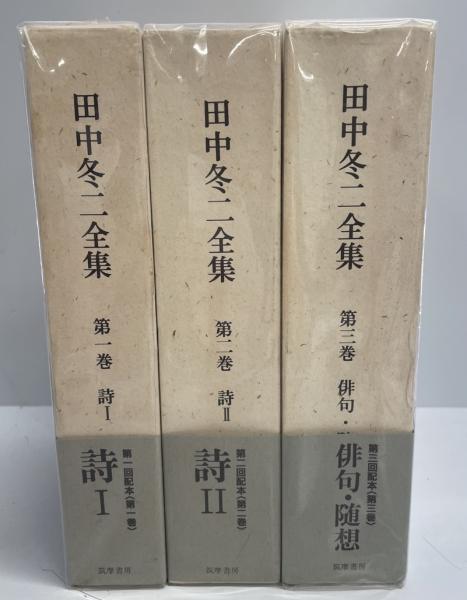 田中冬二全集
第一巻 詩Ⅰ
第一回配本〈第一巻〉
詩Ⅰ
筑摩書房
田中冬二全集
第二巻 詩Ⅱ
第二回配本〈第二巻〉
詩Ⅱ
筑摩書房
田中冬二全集
第三巻 俳句・
第三回配本〈第三巻〉
俳句・随想
筑摩書房